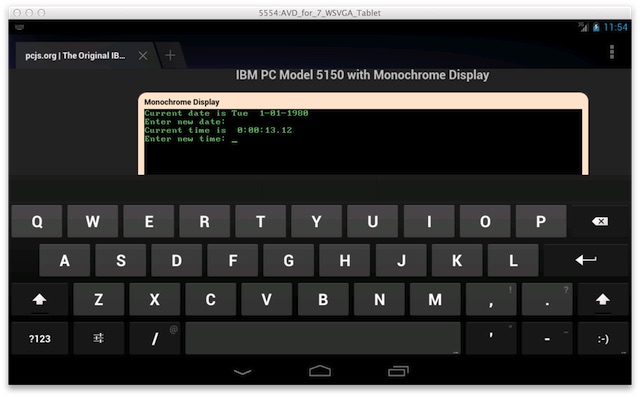 5554:AVD_for_7_WSVGA_Tablet
11:54
pcjs.org | The Original IB...
IBM PC Model 5150 with Monochrome Display
Monochrome Display
Current date is Tue  1-01-1980
Enter new date:
Current time is  0:00:13.12
Enter new time: _
Q W E R T Y U I O P
A S D F G H J K L
Z X C V B N M , ! . ?
?123 / @ ' " - _ :-)